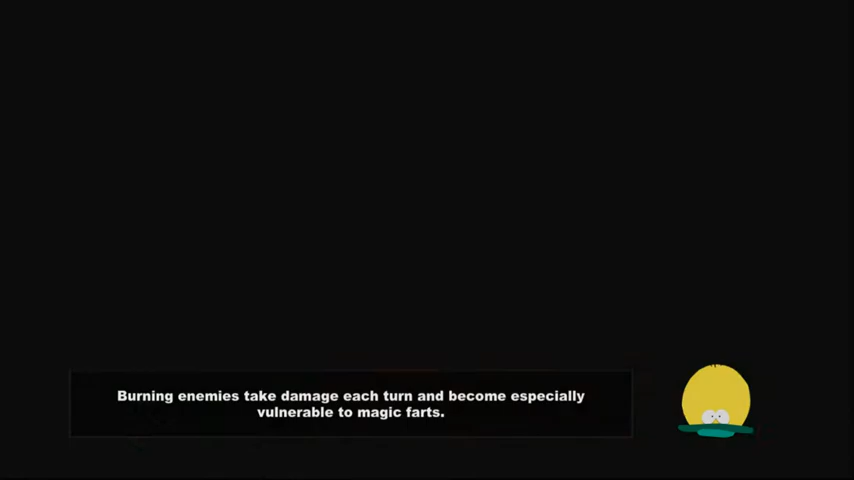 Burning enemies take damage each turn and become especially
vulnerable to magic farts.